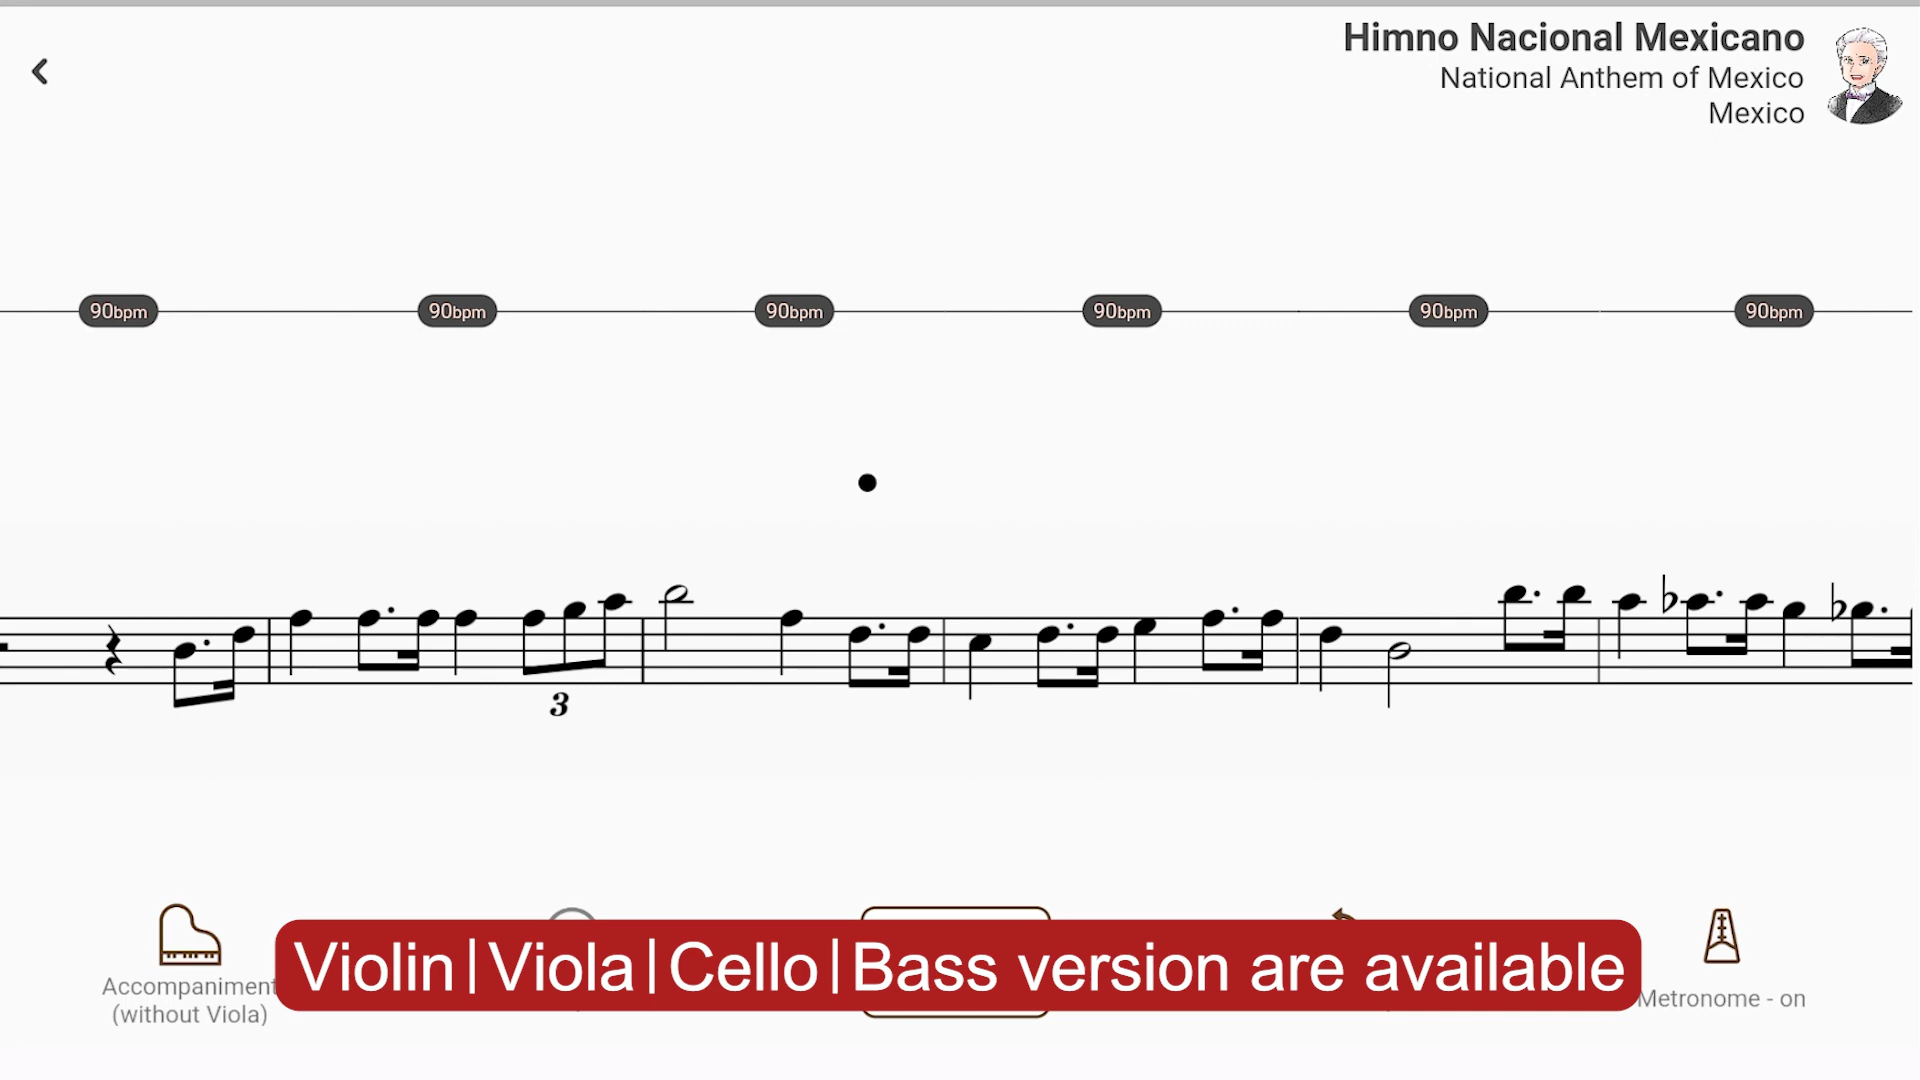 Himno Nacional Mexicano
National Anthem of Mexico
Mexico
90bpm 90bpm 90bpm 90bpm 90bpm 90bpm
3
Accompaniment
(without Viola)
Violin|Viola|Cello|Bass version are available
Metronome - on